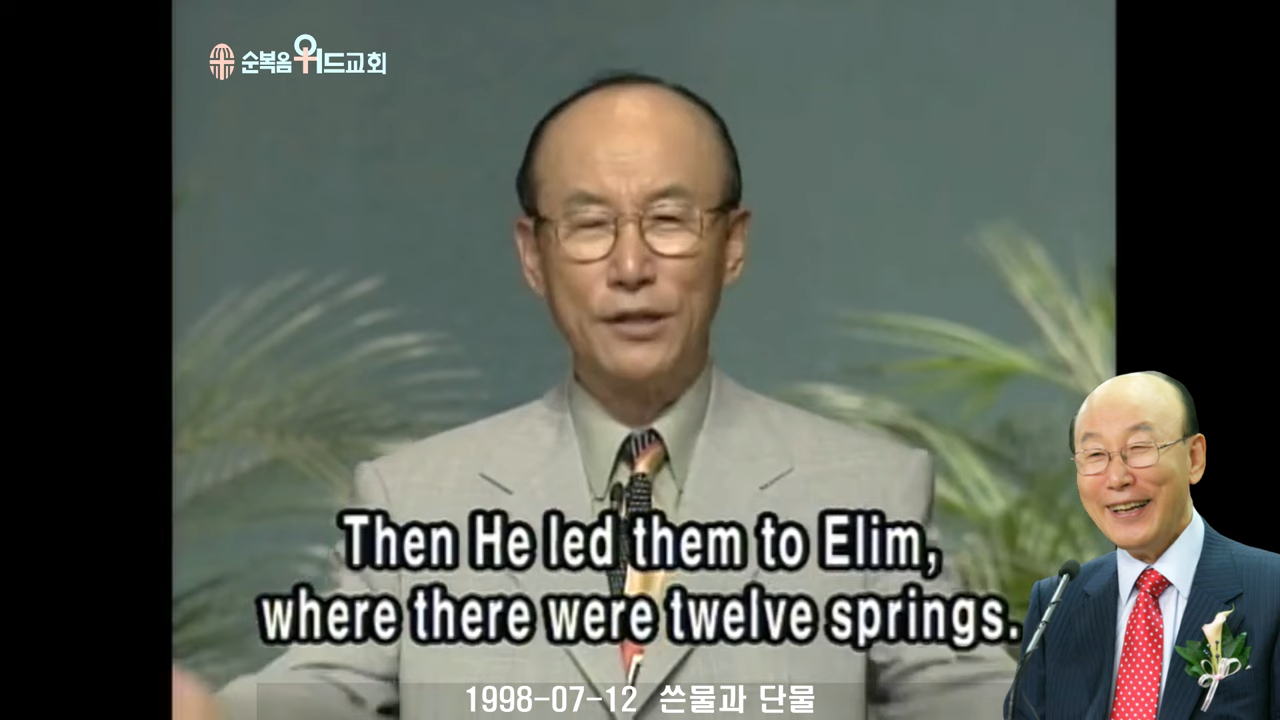 순복음워드교회
Then He led them to Elim,
where there were twelve springs.
1998-07-12 쓴물과 단물